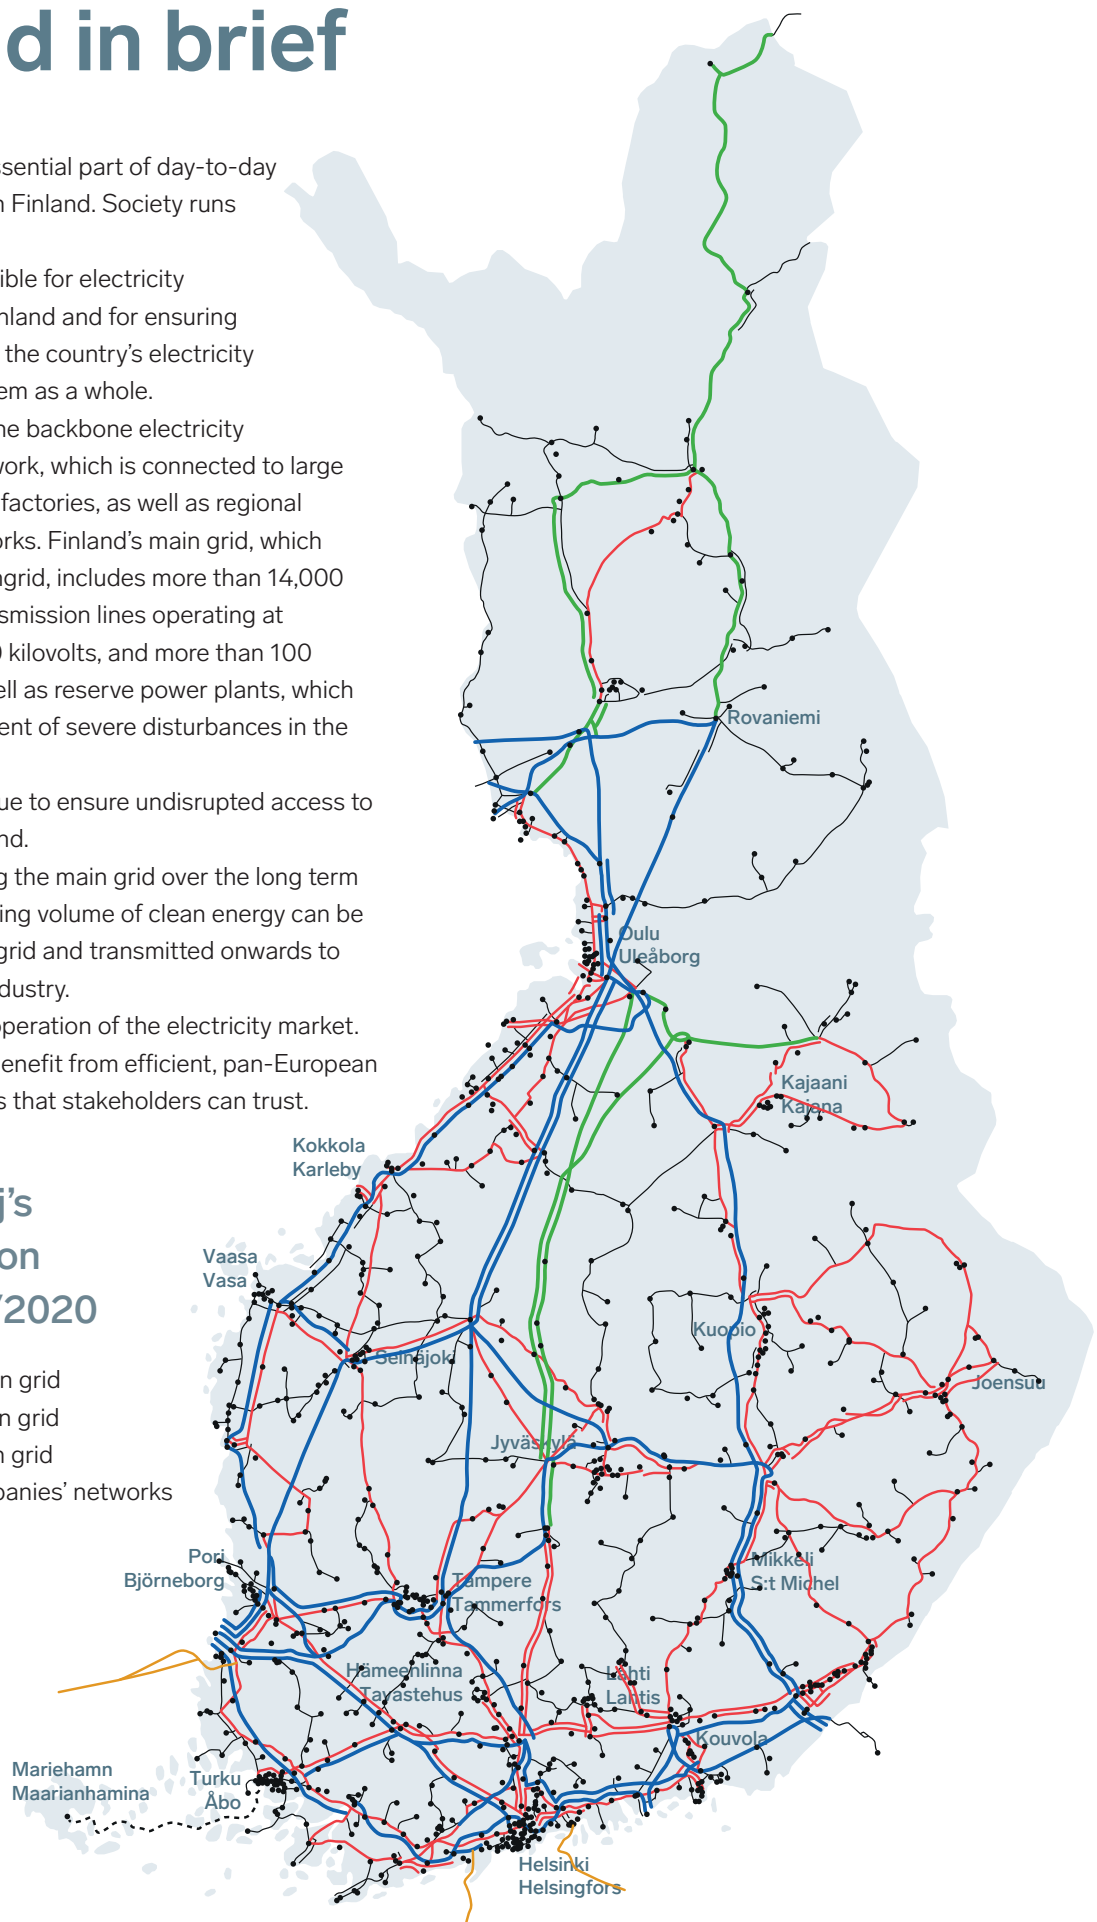 d in brief
ssential part of day-to-day
n Finland. Society runs
ible for electricity
nland and for ensuring
the country's electricity
em as a whole.
ne backbone electricity
work, which is connected to large
factories, as well as regional
orks. Finland's main grid, which
ngrid, includes more than 14,000
nsmission lines operating at
0 kilovolts, and more than 100
ell as reserve power plants, which
ent of severe disturbances in the
ue to ensure undisrupted access to
nd.
g the main grid over the long term
ing volume of clean energy can be
grid and transmitted onwards to
dustry.
operation of the electricity market.
enefit from efficient, pan-European
s that stakeholders can trust.
j's
on
/2020
n grid
n grid
n grid
panies' networks
Rovaniemi
Oulu
Uleåborg
Kajaani
Kajana
Kokkola
Karleby
Vaasa
Vasa
Seinäjoki
Kuopio
Joensuu
Jyväskylä
Pori
Björneborg
Tampere
Tammerfors
Mikkeli
S:t Michel
Hämeenlinna
Tavastehus
Lahti
Lahtis
Kouvola
Mariehamn
Maarianhamina
Turku
Åbo
Helsinki
Helsingfors